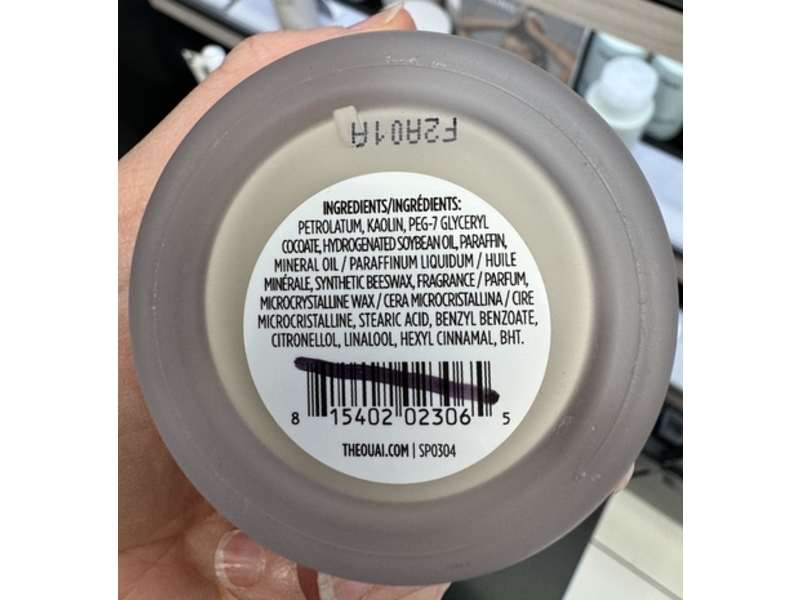 F2A01A
INGREDIENTS/INGRÉDIENTS:
PETROLATUM, KAOLIN, PEG-7 GLYCERYL
COCOATE, HYDROGENATED SOYBEAN OIL, PARAFFIN,
MINERAL OIL / PARAFFINUM LIQUIDUM / HUILE
MINÉRALE, SYNTHETIC BEESWAX, FRAGRANCE / PARFUM,
MICROCRYSTALLINE WAX / CERA MICROCRISTALLINA / CIRE
MICROCRISTALLINE, STEARIC ACID, BENZYL BENZOATE,
CITRONELLOL, LINALOOL, HEXYL CINNAMAL, BHT.
8 15402 02306 5
THEOUAI.COM | SP0304